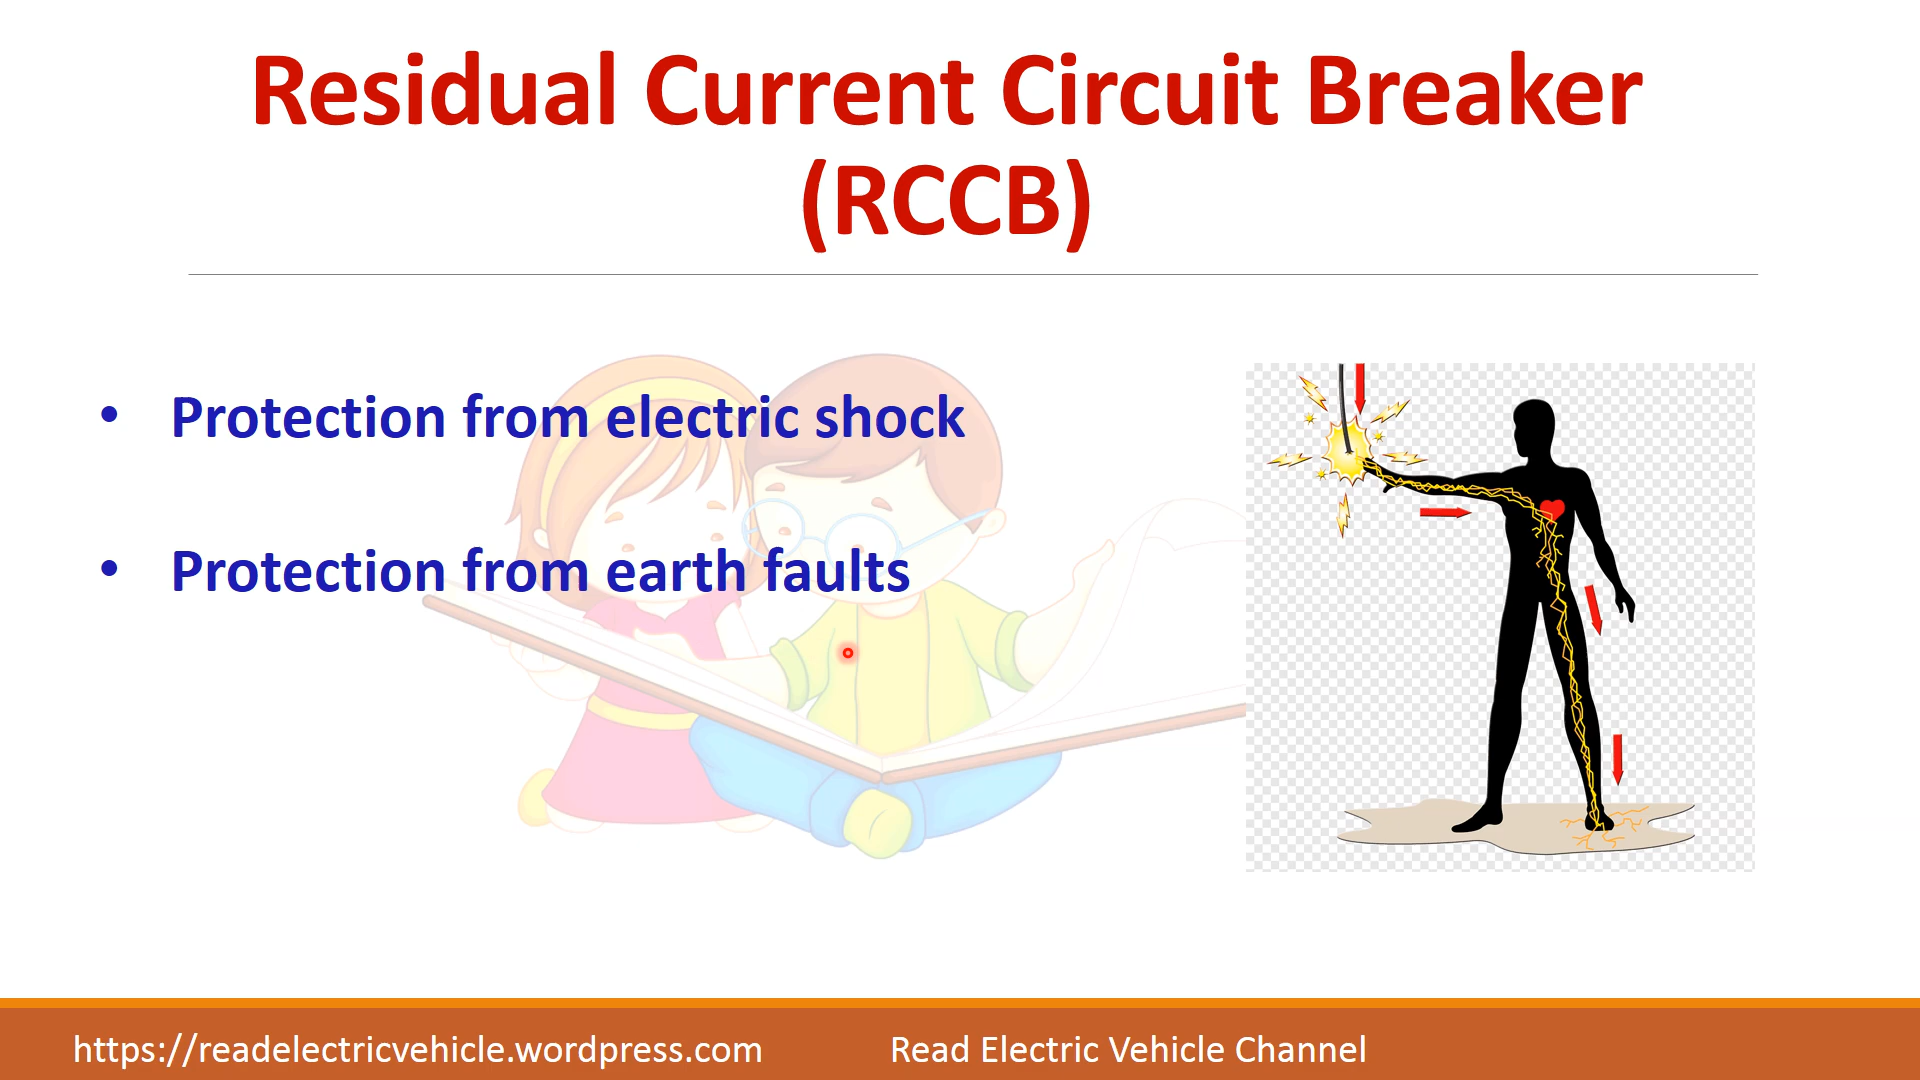 Residual Current Circuit Breaker
(RCCB)
• Protection from electric shock
• Protection from earth faults
https://readelectricvehicle.wordpress.com
Read Electric Vehicle Channel